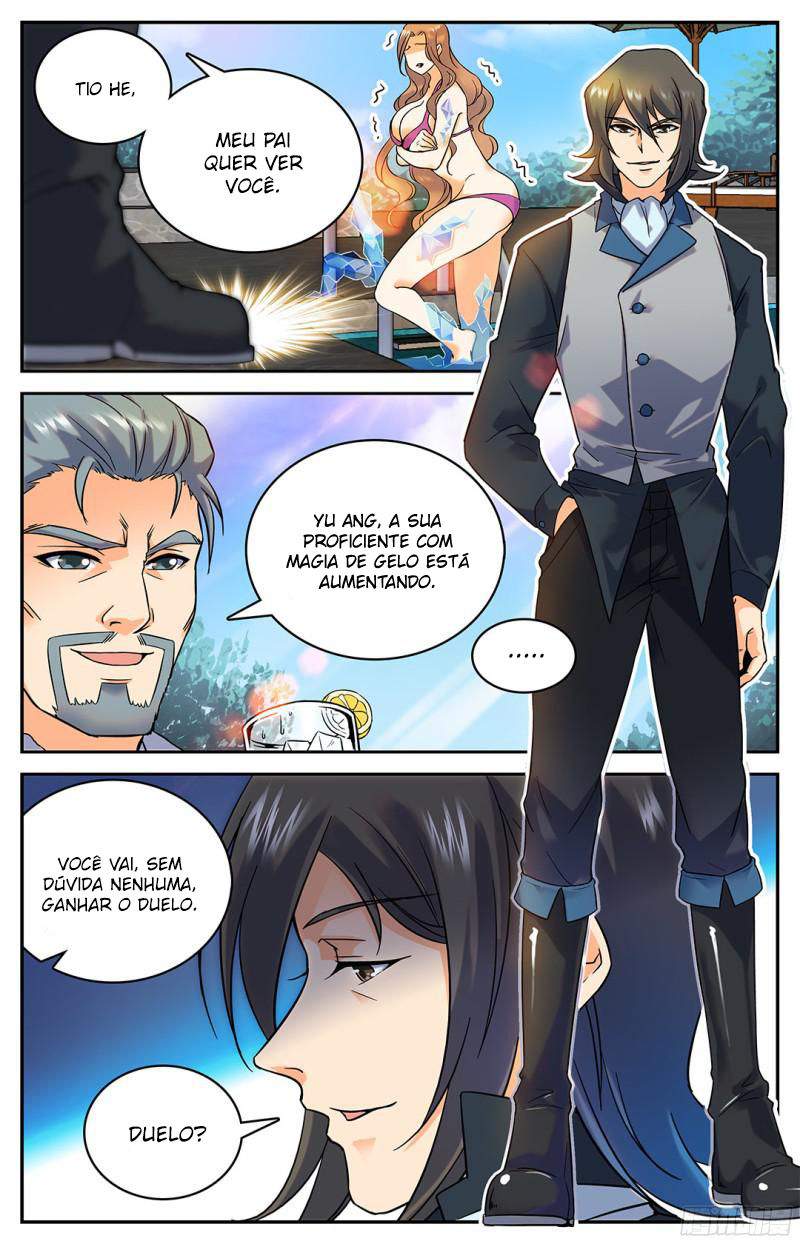 TIO HE,
MEU PAI
QUER VER
VOCÊ.
YU ANG, A SUA
PROFICIENTE COM
MAGIA DE GELO ESTÁ
AUMENTANDO.
.....
VOCÊ VAI, SEM
DÚVIDA NENHUMA,
GANHAR O DUELO.
DUELO?